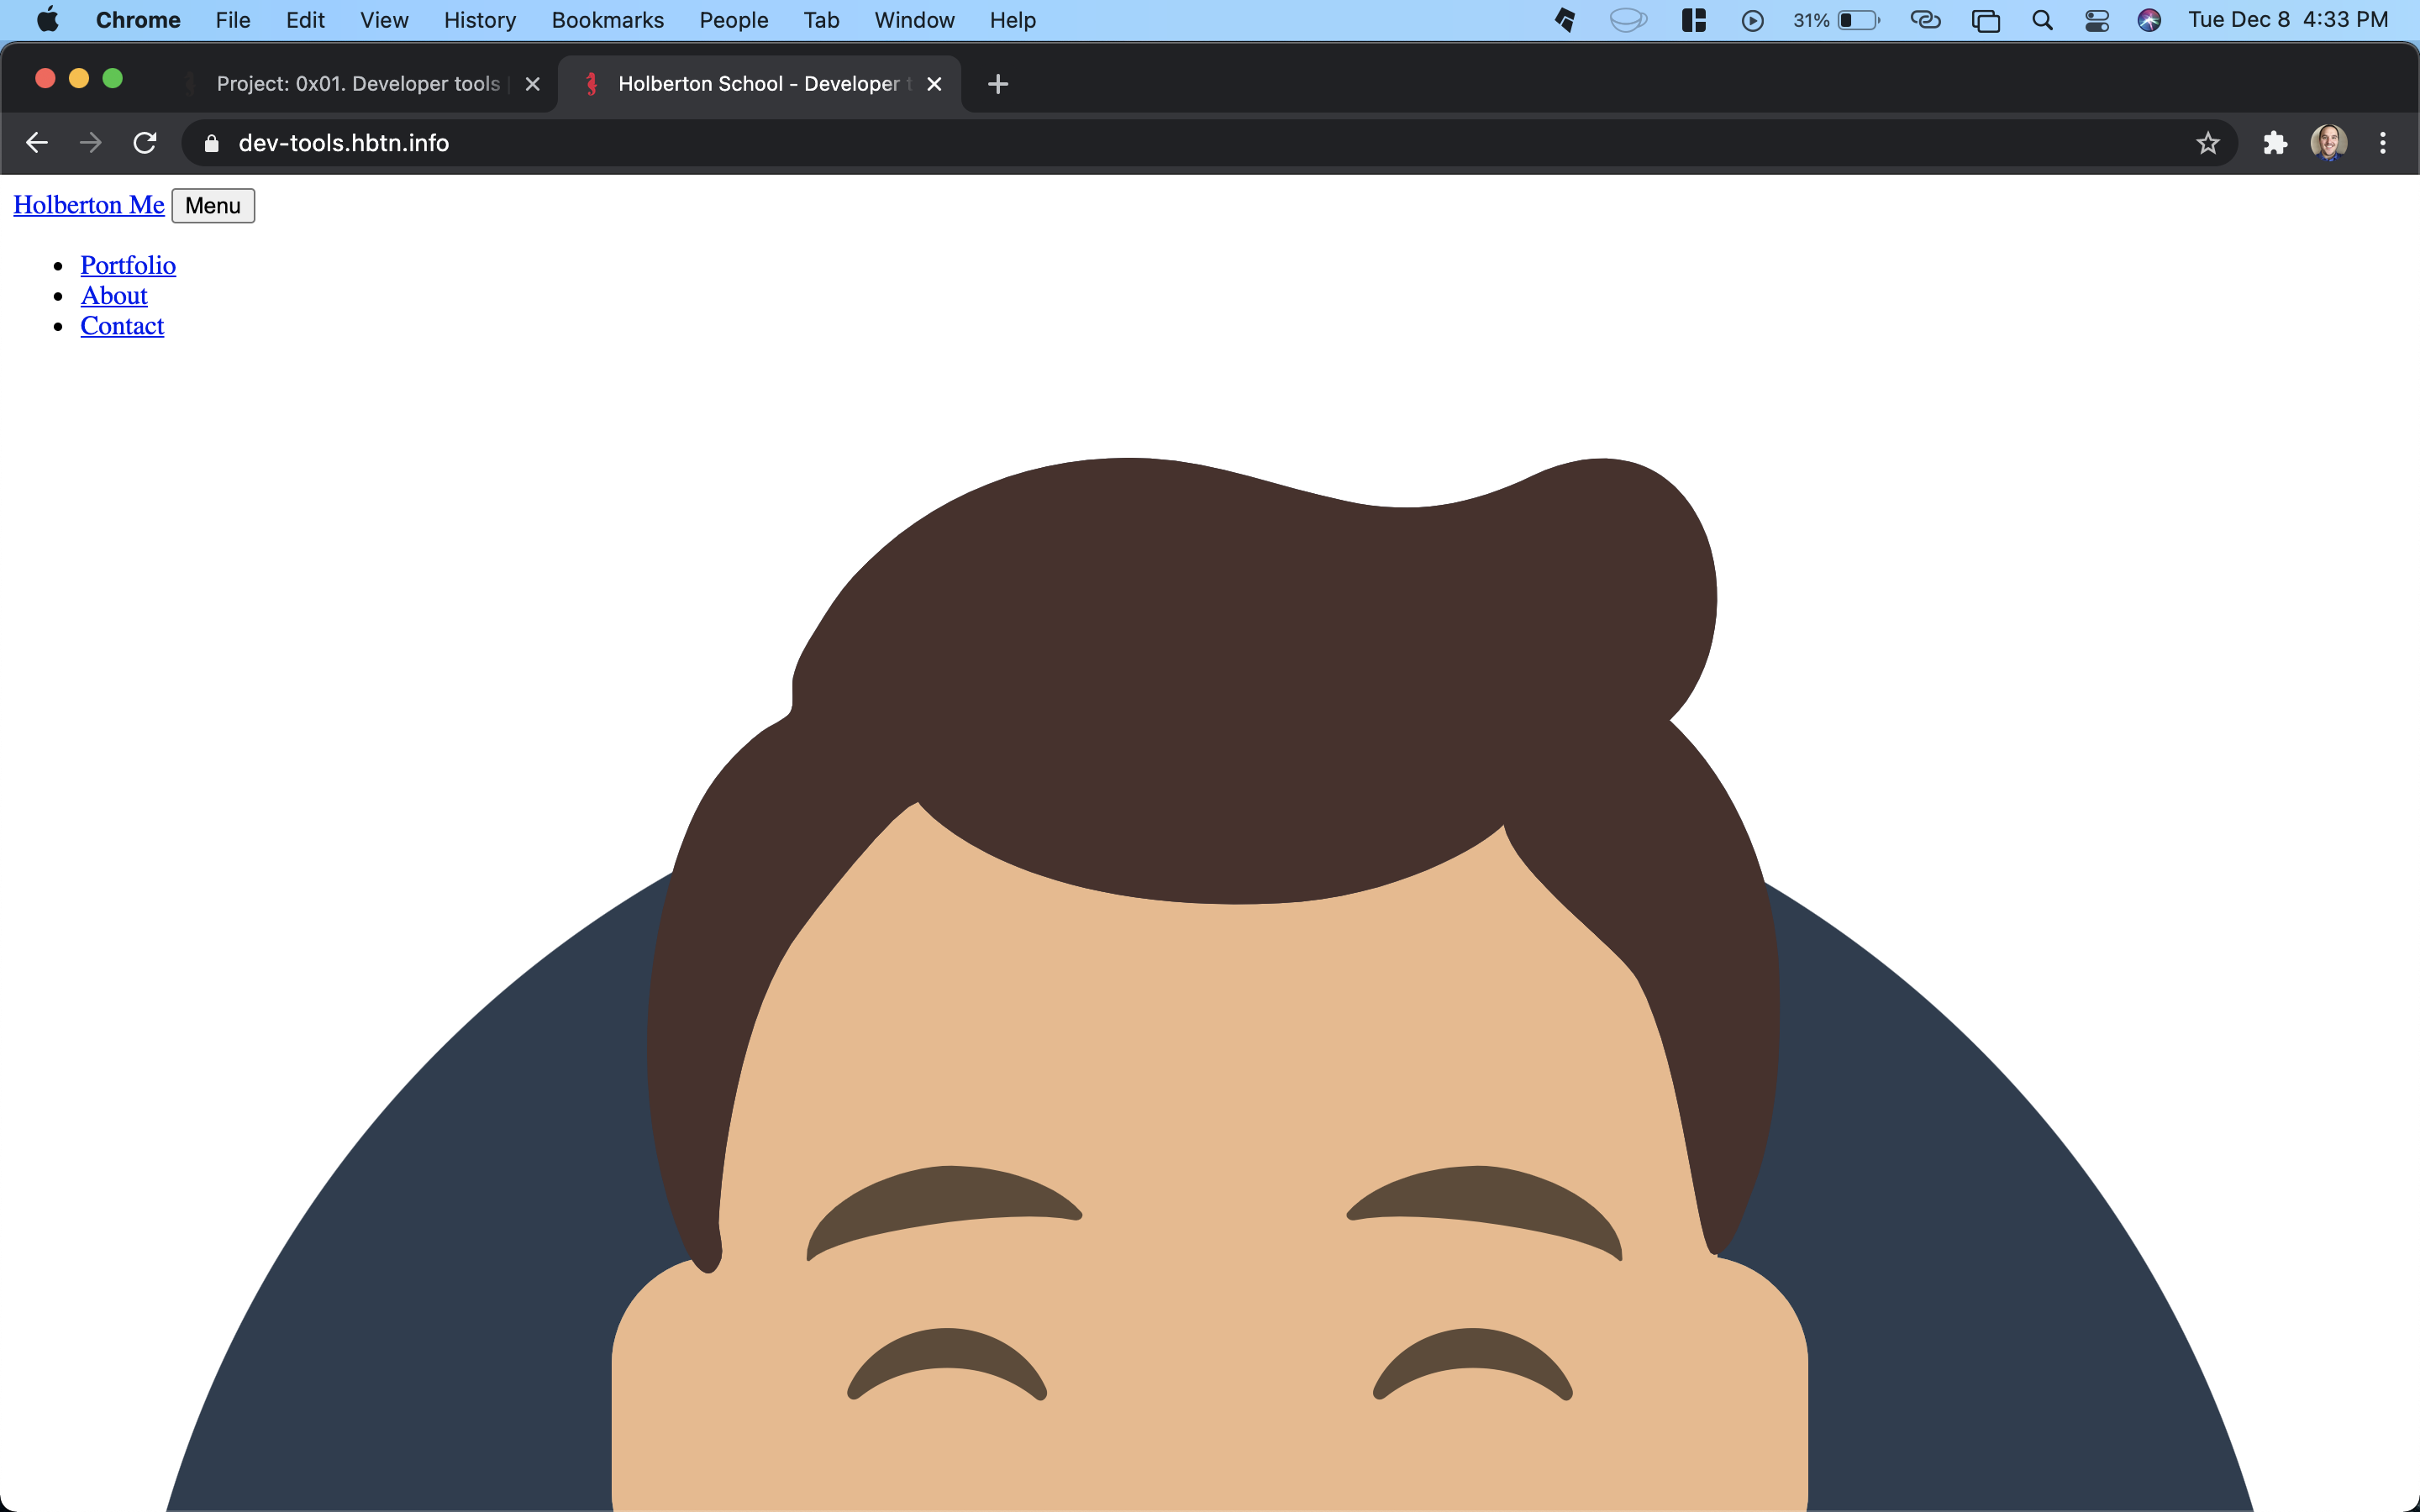 Chrome File Edit View History Bookmarks People Tab Window Help 31% Tue Dec 8 4:33 PM
Project: 0x01. Developer tools Holberton School - Developer t
dev-tools.hbtn.info
Holberton Me Menu
Portfolio
About
Contact